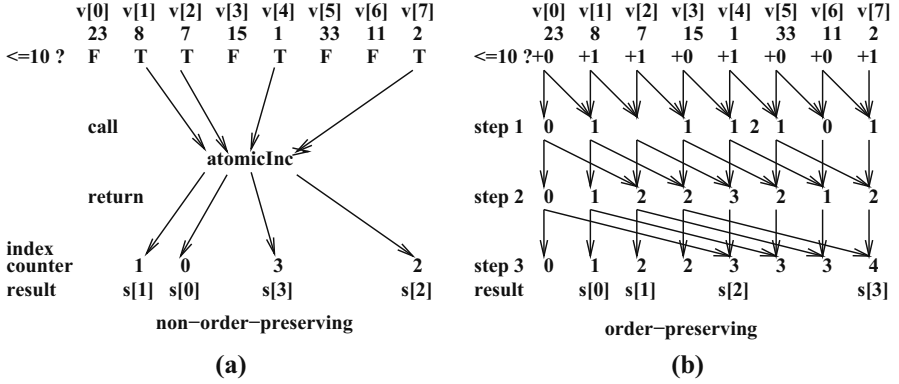 v[0] v[1] v[2] v[3] v[4] v[5] v[6] v[7]
23 8 7 15 1 33 11 2
<=10 ? F T T F T F F T
call
atomicInc
return
index
counter 1 0 3 2
result s[1] s[0] s[3] s[2]
non−order−preserving
(a)
v[0] v[1] v[2] v[3] v[4] v[5] v[6] v[7]
23 8 7 15 1 33 11 2
<=10 ? +0 +1 +1 +0 +1 +0 +0 +1
step 1 0 1 1 1 2 1 0 1
step 2 0 1 2 2 3 2 1 2
step 3 0 1 2 2 3 3 3 4
result s[0] s[1] s[2] s[3]
order−preserving
(b)